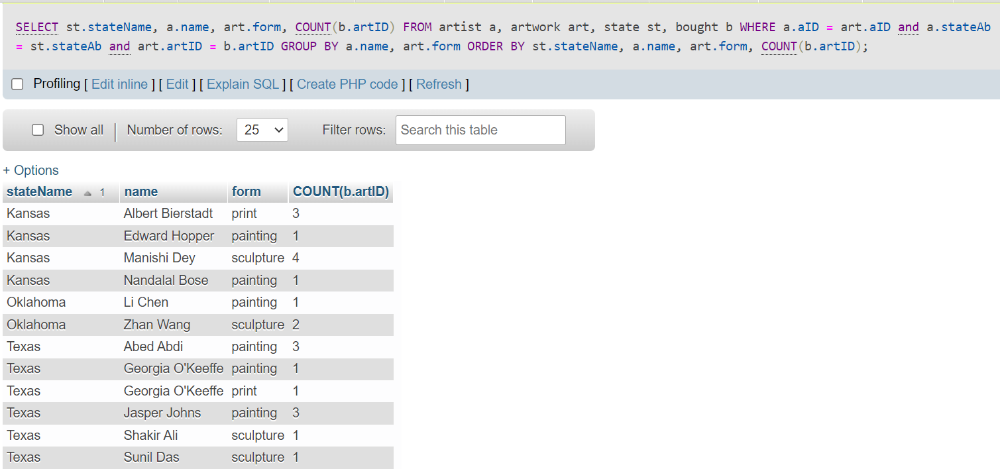 SELECT st.stateName, a.name, art.form, COUNT(b.artID) FROM artist a, artwork art, state st, bought b WHERE a.aID = art.aID and a.stateAb
= st.stateAb and art.artID = b.artID GROUP BY a.name, art.form ORDER BY st.stateName, a.name, art.form, COUNT(b.artID);
Profiling [ Edit inline ] [ Edit ] [ Explain SQL ] [ Create PHP code ] [ Refresh ]
Show all | Number of rows: 25 Filter rows: Search this table
+ Options
stateName 1 name form COUNT(b.artID)
Kansas Albert Bierstadt print 3
Kansas Edward Hopper painting 1
Kansas Manishi Dey sculpture 4
Kansas Nandalal Bose painting 1
Oklahoma Li Chen painting 1
Oklahoma Zhan Wang sculpture 2
Texas Abed Abdi painting 3
Texas Georgia O'Keeffe painting 1
Texas Georgia O'Keeffe print 1
Texas Jasper Johns painting 3
Texas Shakir Ali sculpture 1
Texas Sunil Das sculpture 1